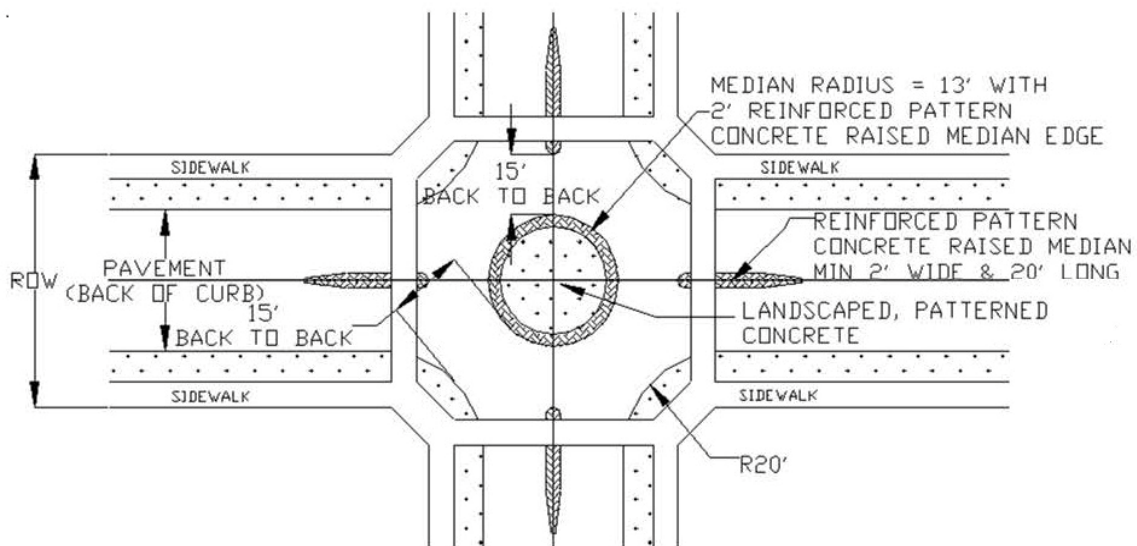 MEDIAN RADIUS = 13' WITH
2' REINFORCED PATTERN
CONCRETE RAISED MEDIAN EDGE
SIDEWALK
SIDEWALK
15'
BACK TO BACK
REINFORCED PATTERN
CONCRETE RAISED MEDIAN
MIN 2' WIDE & 20' LONG
ROW
PAVEMENT
(BACK OF CURB)
15'
BACK TO BACK
LANDSCAPED, PATTERNED
CONCRETE
SIDEWALK
SIDEWALK
R20'